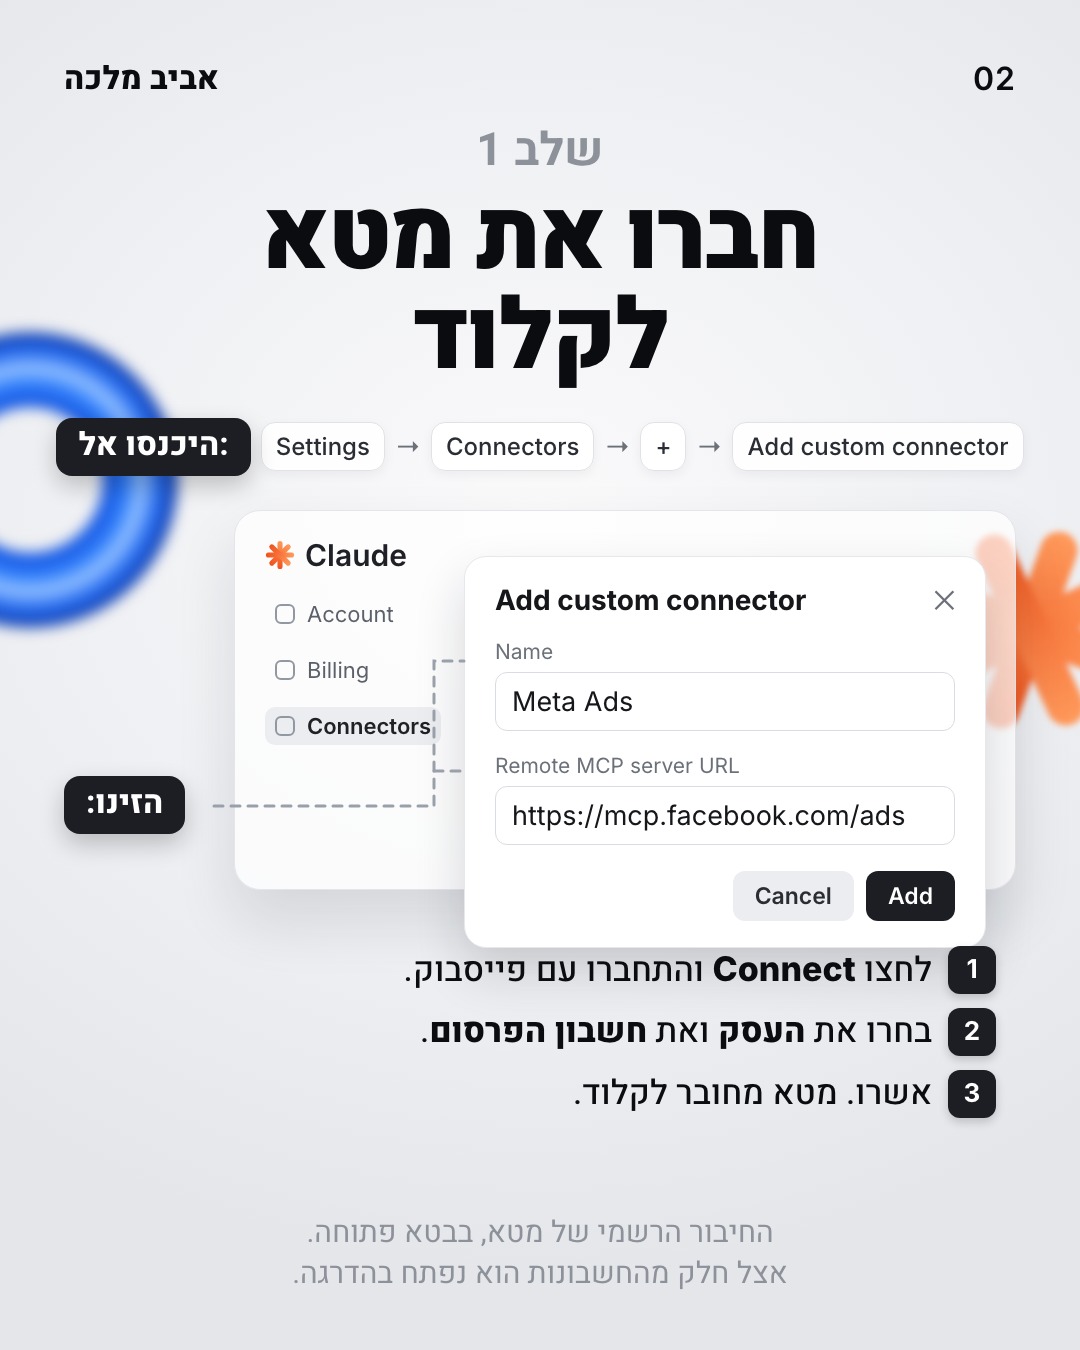 אביב מלכה
02
שלב 1
חברו את מטא
לקלוד
היכנסו אל: Settings → Connectors → + → Add custom connector
Claude
Account
Billing
Connectors
Add custom connector
Name
Meta Ads
Remote MCP server URL
https://mcp.facebook.com/ads
Cancel
Add
הזינו:
1 לחצו Connect והתחברו עם פייסבוק.
2 בחרו את העסק ואת חשבון הפרסום.
3 אשרו. מטא מחובר לקלוד.
החיבור הרשמי של מטא, בבטא פתוחה.
אצל חלק מהחשבונות הוא נפתח בהדרגה.